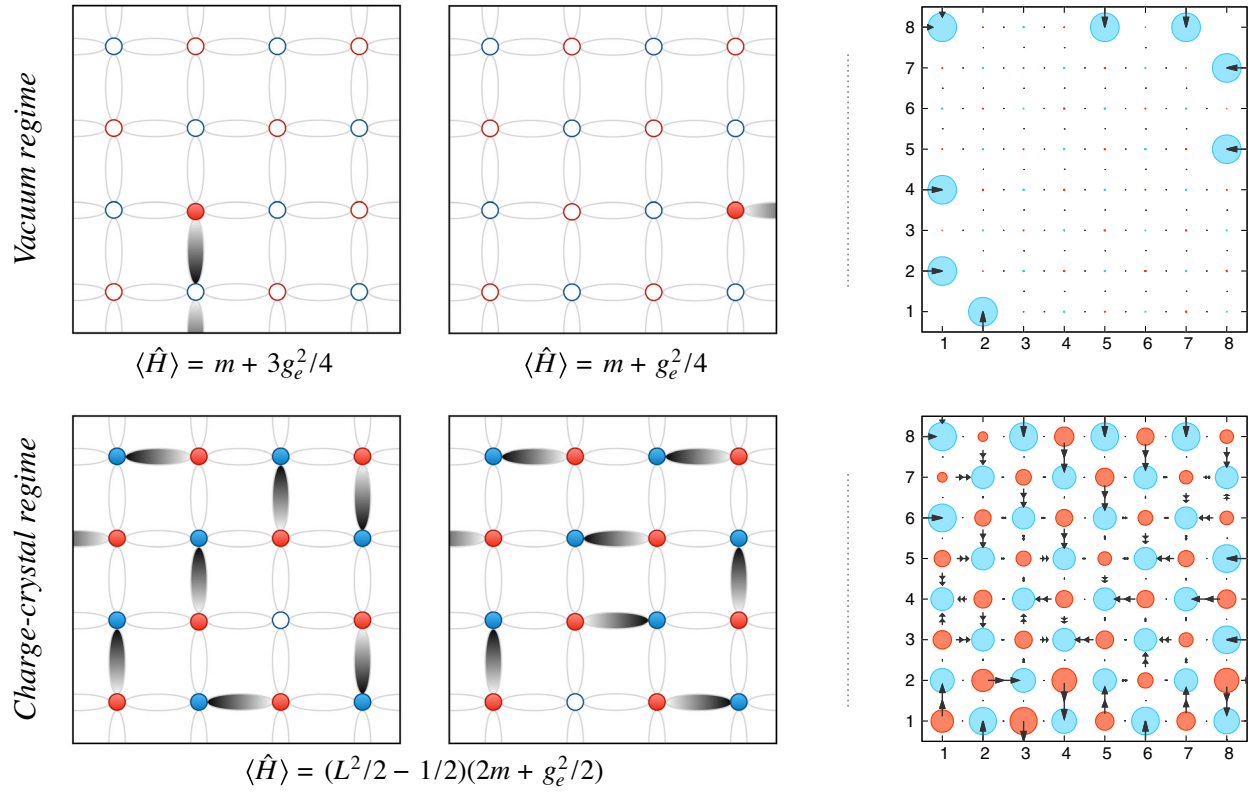 Vacuum regime
⟨Ĥ⟩ = m + 3g_e^2/4
⟨Ĥ⟩ = m + g_e^2/4
8
7
6
5
4
3
2
1
1 2 3 4 5 6 7 8
Charge-crystal regime
⟨Ĥ⟩ = (L^2/2 − 1/2)(2m + g_e^2/2)
8
7
6
5
4
3
2
1
1 2 3 4 5 6 7 8